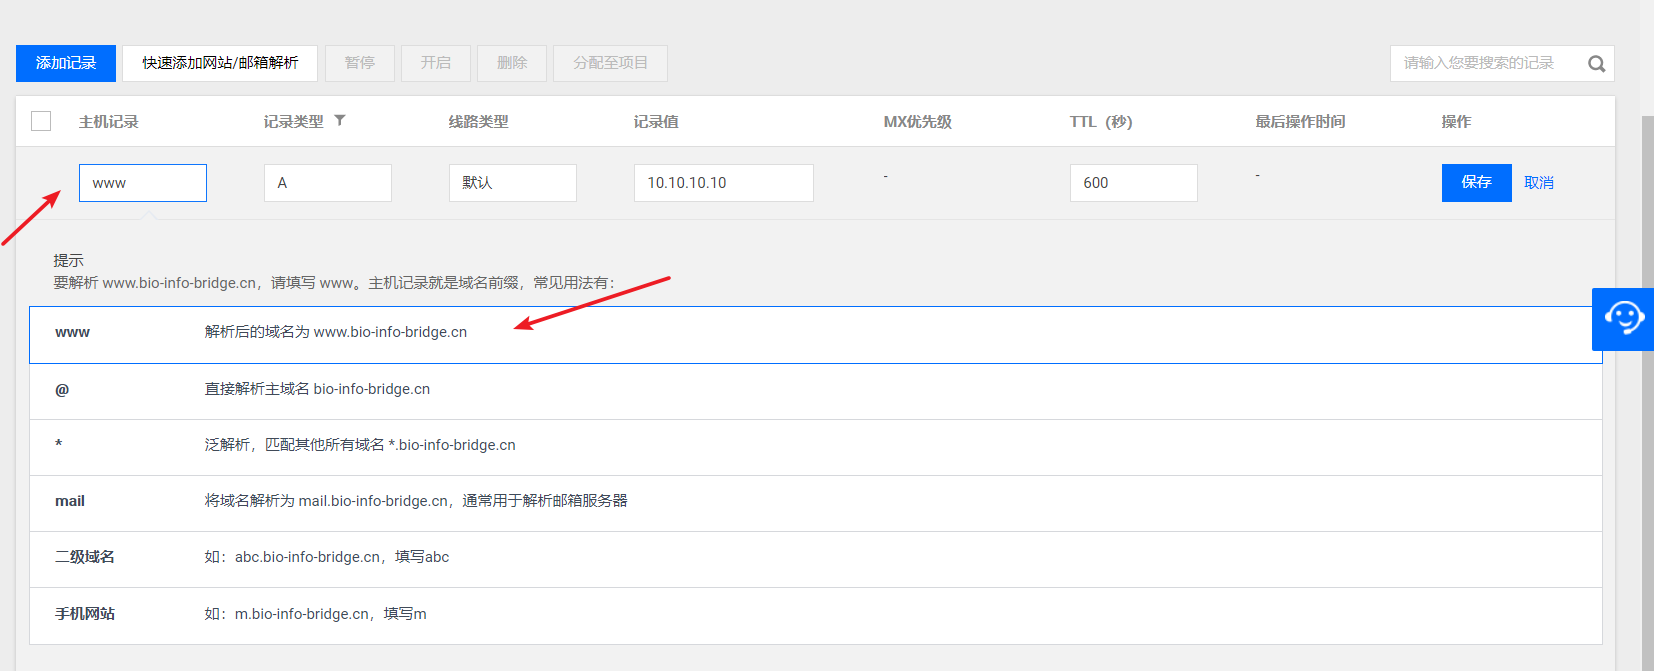 添加记录 快速添加网站/邮箱解析 暂停 开启 删除 分配至项目 请输入您要搜索的记录
主机记录 记录类型 线路类型 记录值 MX优先级 TTL（秒） 最后操作时间 操作
www A 默认 10.10.10.10 - 600 - 保存 取消
提示
要解析 www.bio-info-bridge.cn，请填写 www。主机记录就是域名前缀，常见用法有：
www 解析后的域名为 www.bio-info-bridge.cn
@ 直接解析主域名 bio-info-bridge.cn
* 泛解析，匹配其他所有域名 *.bio-info-bridge.cn
mail 将域名解析为 mail.bio-info-bridge.cn，通常用于解析邮箱服务器
二级域名 如：abc.bio-info-bridge.cn，填写abc
手机网站 如：m.bio-info-bridge.cn，填写m